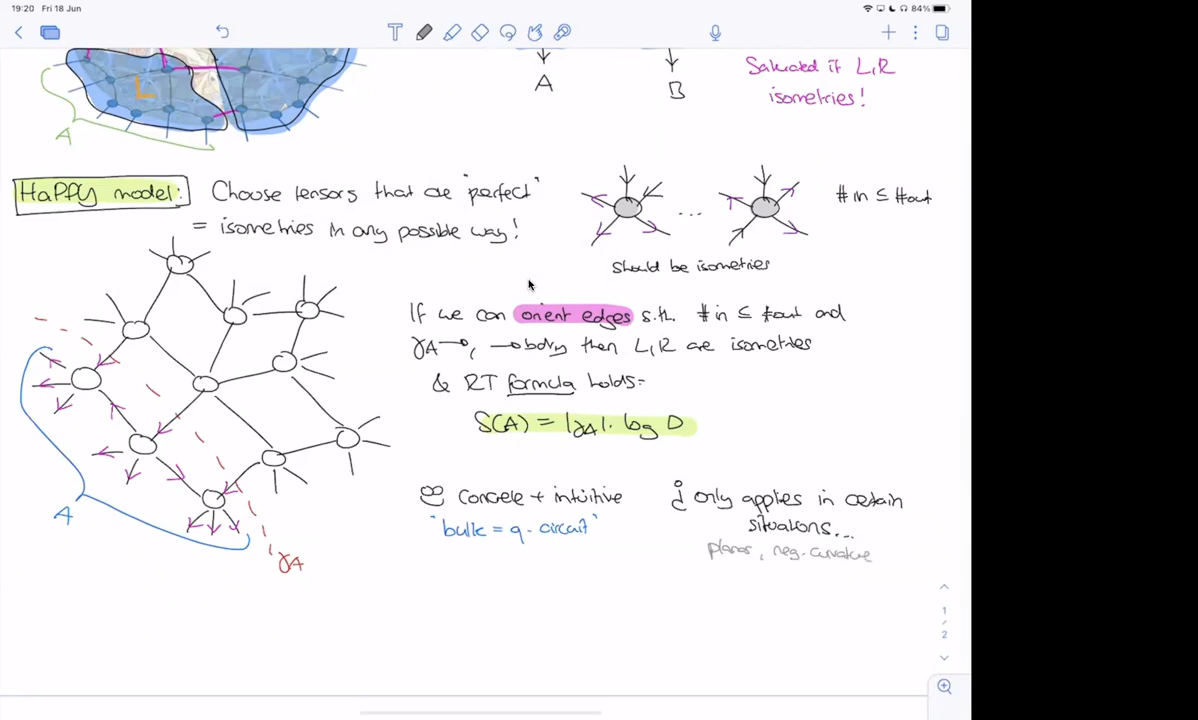 19:20 Fri 18 Jun
84%
T
A
B
Saturated if L,R
isometries!
L
A
HaPPY model:
Choose tensors that are "perfect"
= isometries in any possible way!
...
# in ≤ #out
should be isometries
If we can orient edges s.th. # in ≤ #out and
γA→o, →obdry then L,R are isometries
& RT formula holds:
S(A) = |γA| · log D
A
γA
concrete + intuitive
"bulk = q. circuit"
only applies in certain
situations...
planar, neg. curvature
1
/
2